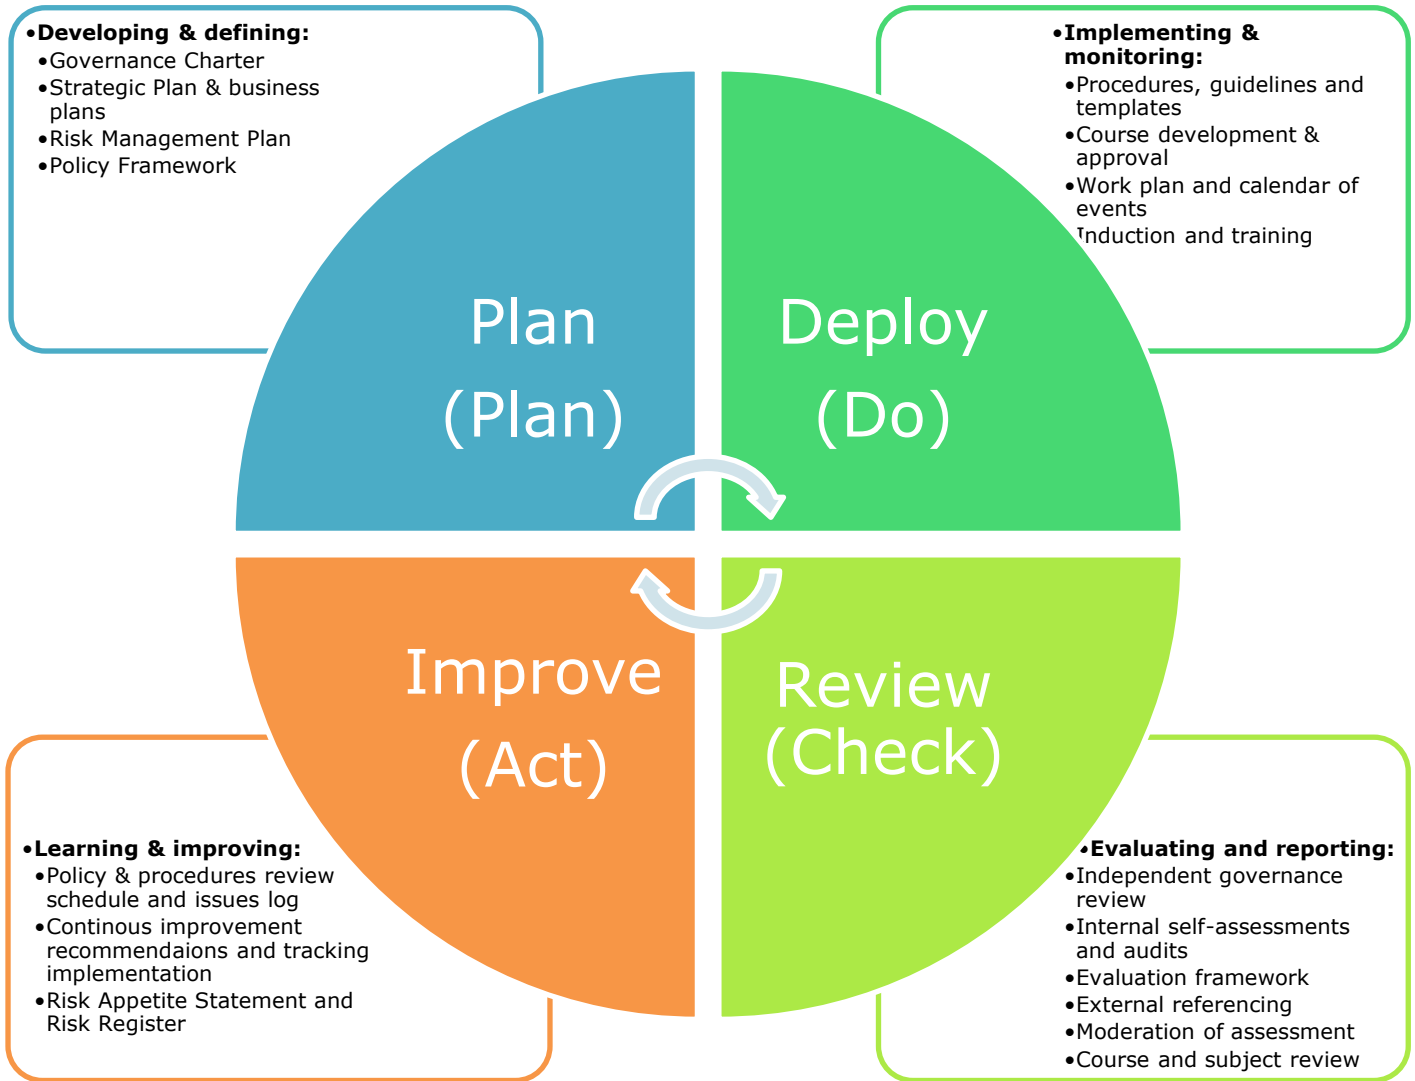 •Developing & defining:
•Governance Charter
•Strategic Plan & business
plans
•Risk Management Plan
•Policy Framework
•Implementing &
monitoring:
•Procedures, guidelines and
templates
•Course development &
approval
•Work plan and calendar of
events
Induction and training
Plan
(Plan)
Deploy
(Do)
Improve
(Act)
Review
(Check)
•Learning & improving:
•Policy & procedures review
schedule and issues log
•Continous improvement
recommendaions and tracking
implementation
•Risk Appetite Statement and
Risk Register
•Evaluating and reporting:
•Independent governance
review
•Internal self-assessments
and audits
•Evaluation framework
•External referencing
•Moderation of assessment
•Course and subject review